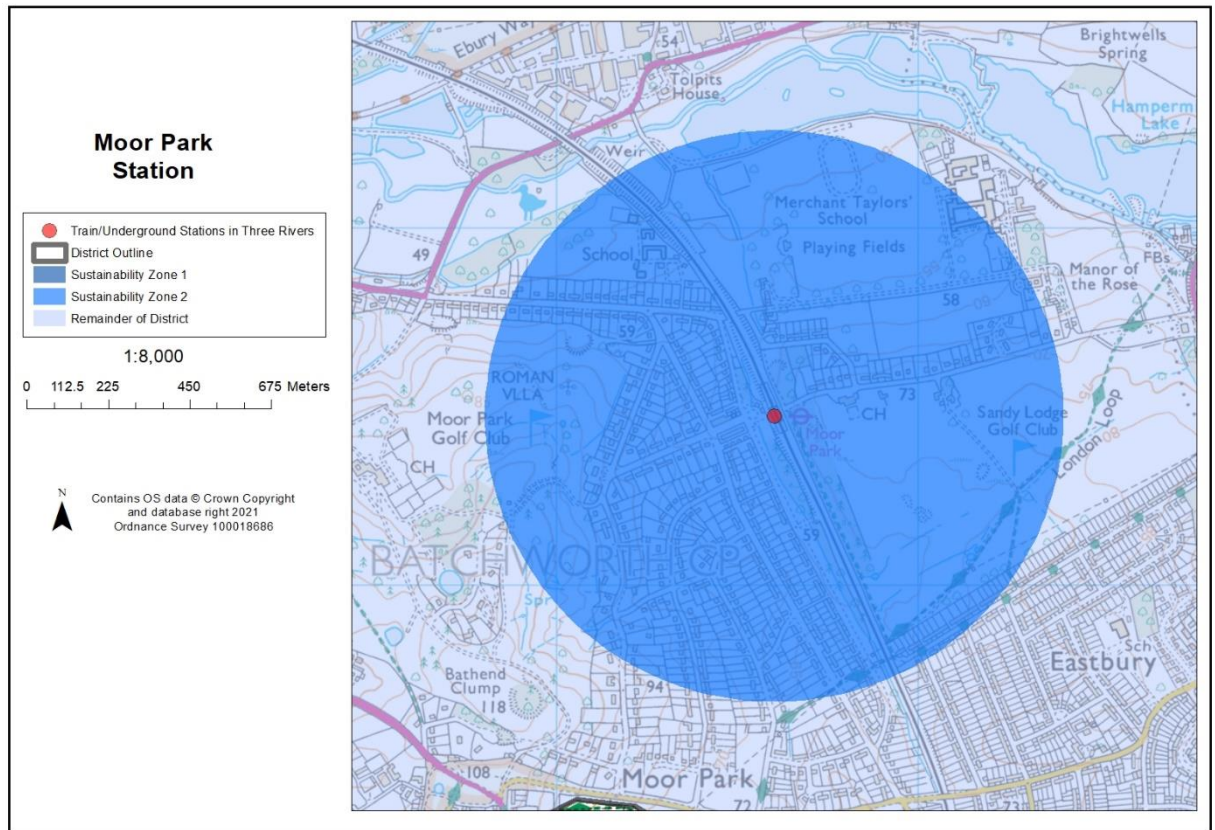 Moor Park
Station
Train/Underground Stations in Three Rivers
District Outline
Sustainability Zone 1
Sustainability Zone 2
Remainder of District
1:8,000
0 112.5 225 450 675 Meters
N
Contains OS data © Crown Copyright
and database right 2021
Ordnance Survey 100018686
Ebury Way
54
Tolpits
House
Brightwells
Spring
Hamperm
Lake
Weir
80
Merchant Taylors'
School
Playing Fields
School
49
60
FBs
Manor of
the Rose
58
59
ROMAN
VLLA
Moor Park
Golf Club
CH
73
CH
Moor
Park
Sandy Lodge
Golf Club
London Loop
80
59
BATCHWORTH CP
Spr
Sch
Eastbury
Bathend
Clump
118
94
Moor Park
108
72
73